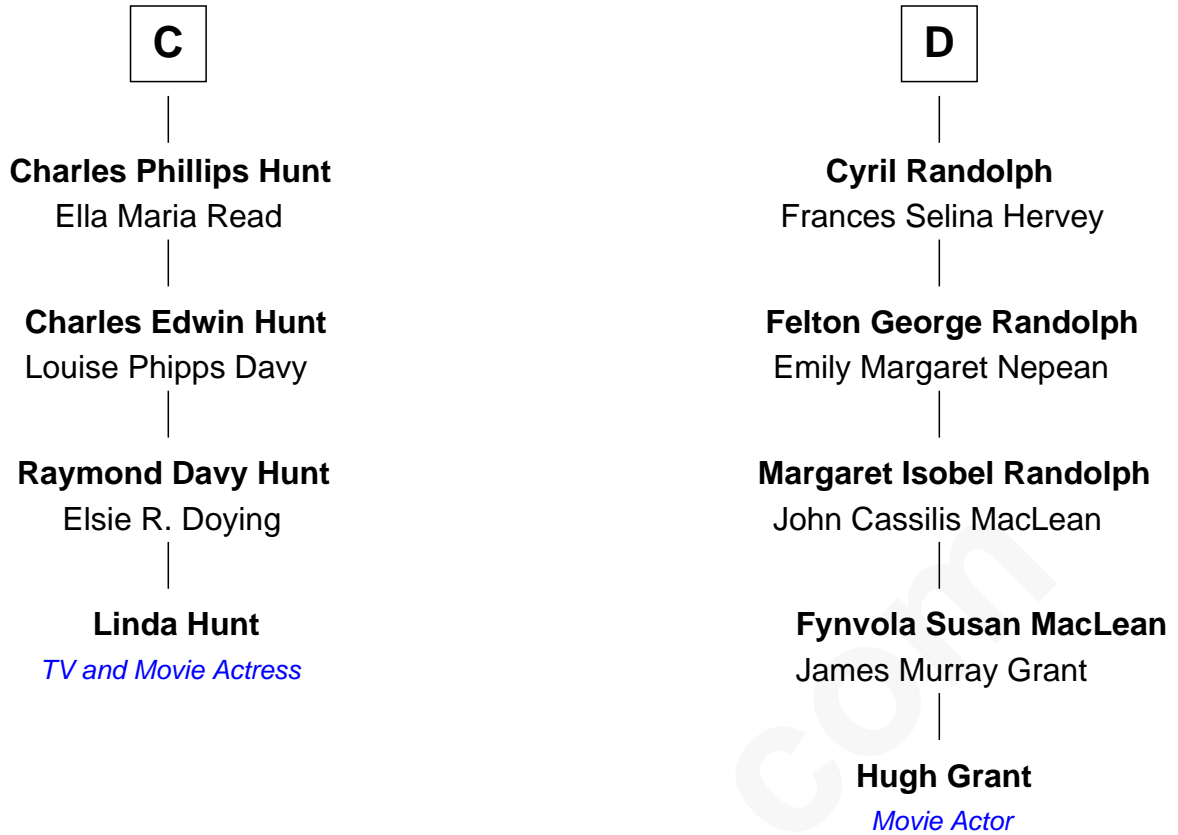 C
Charles Phillips Hunt
Ella Maria Read
Charles Edwin Hunt
Louise Phipps Davy
Raymond Davy Hunt
Elsie R. Doying
Linda Hunt
TV and Movie Actress
D
Cyril Randolph
Frances Selina Hervey
Felton George Randolph
Emily Margaret Nepean
Margaret Isobel Randolph
John Cassilis MacLean
Fynvola Susan MacLean
James Murray Grant
Hugh Grant
Movie Actor
com